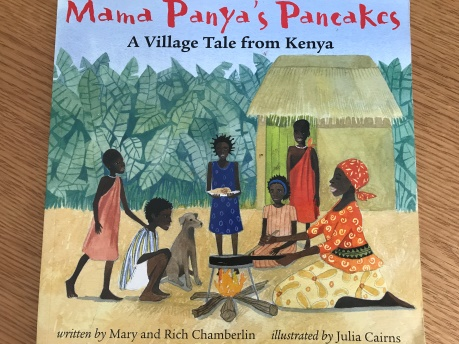 Mama Panya's Pancakes
A Village Tale from Kenya
written by Mary and Rich Chamberlin illustrated by Julia Cairns